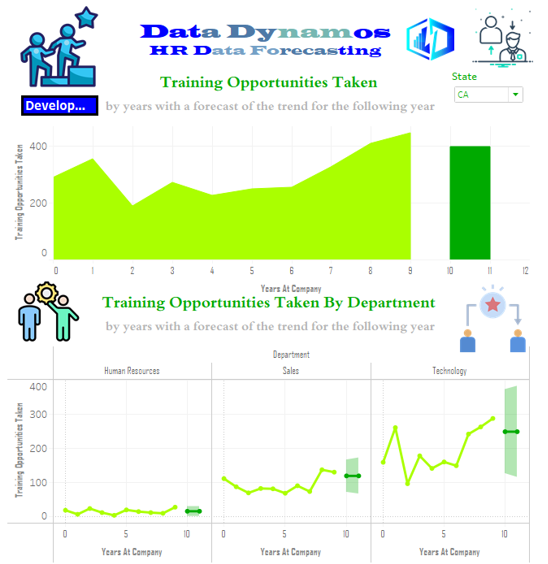 Data Dynamos
HR Data Forecasting
Training Opportunities Taken
State
CA
Develop...
by years with a forecast of the trend for the following year
Training Opportunities Taken
400
200
0
0 1 2 3 4 5 6 7 8 9 10 11 12
Years At Company
Training Opportunities Taken By Department
by years with a forecast of the trend for the following year
Department
Human Resources Sales Technology
Training Opportunities Taken
400
300
200
100
0
0 5 10 0 5 10 0 5 10
Years At Company Years At Company Years At Company